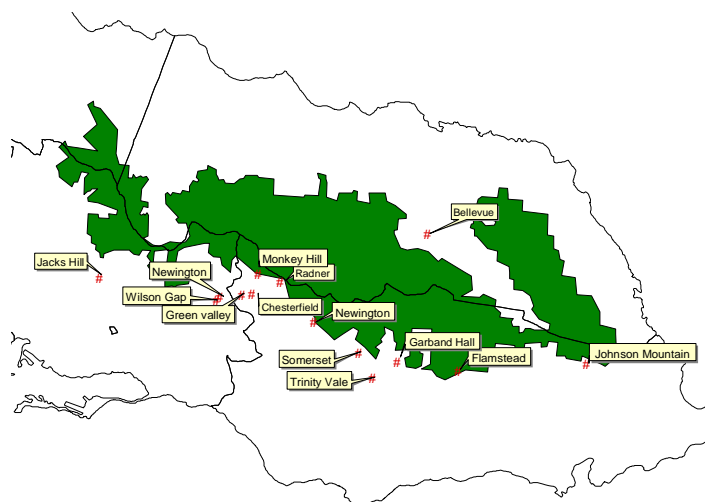 Bellevue
Monkey Hill
Jacks Hill
Newington
Radner
Wilson Gap
Green valley
Chesterfield
Newington
Garband Hall
Somerset
Flamstead
Johnson Mountain
Trinity Vale